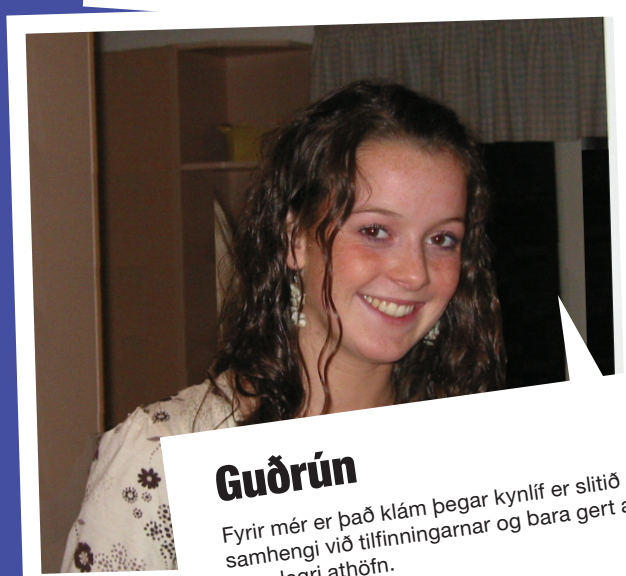 Guðrún
Fyrir mér er það klám þegar kynlíf er slitið
samhengi við tilfinningarnar og bara gert
athöfn.